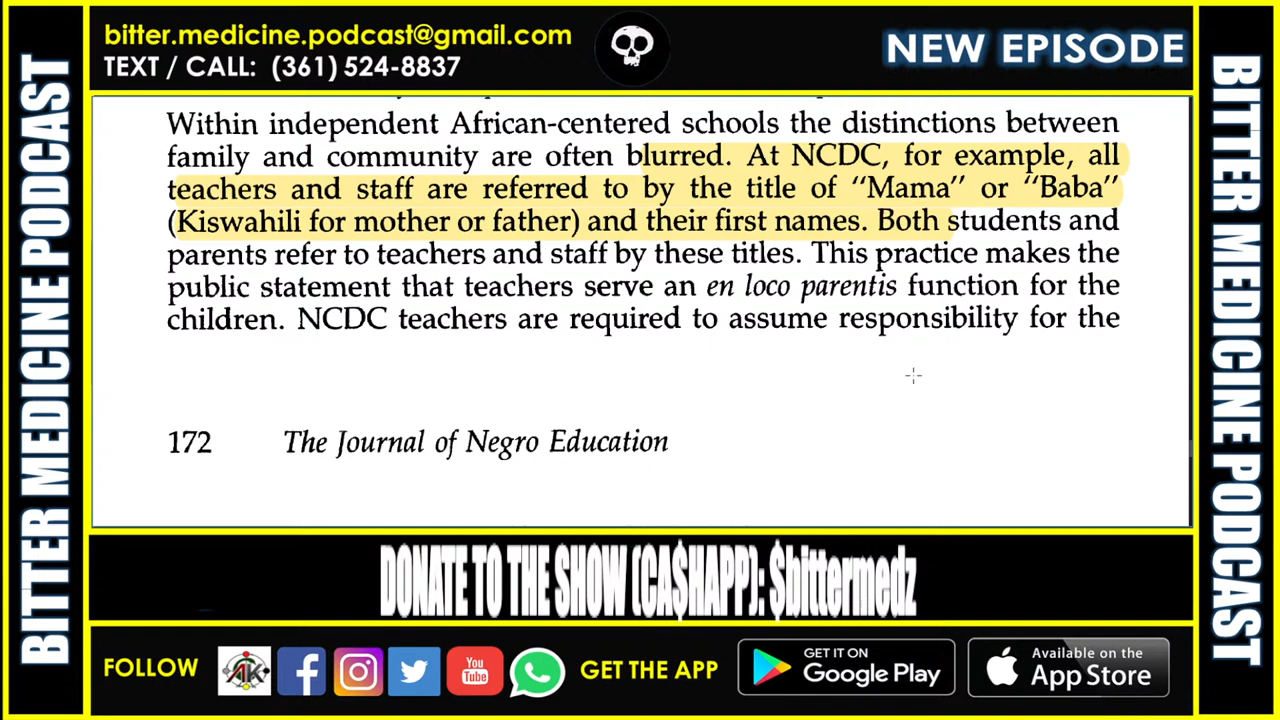 bitter.medicine.podcast@gmail.com
TEXT / CALL: (361) 524-8837
NEW EPISODE
BITTER MEDICINE PODCAST
Within independent African-centered schools the distinctions between
family and community are often blurred. At NCDC, for example, all
teachers and staff are referred to by the title of “Mama” or “Baba”
(Kiswahili for mother or father) and their first names. Both students and
parents refer to teachers and staff by these titles. This practice makes the
public statement that teachers serve an en loco parentis function for the
children. NCDC teachers are required to assume responsibility for the
172 The Journal of Negro Education
BITTER MEDICINE PODCAST
DONATE TO THE SHOW (CA$HAPP): $bittermedz
FOLLOW
You
Tube
GET THE APP
GET IT ON
Google Play
Available on the
App Store